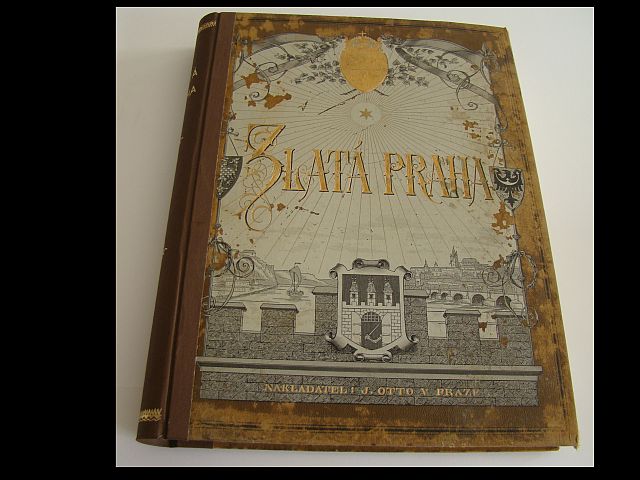 ZLATÁ PRAHA
NAKLADATEL: J. OTTO V PRAZE